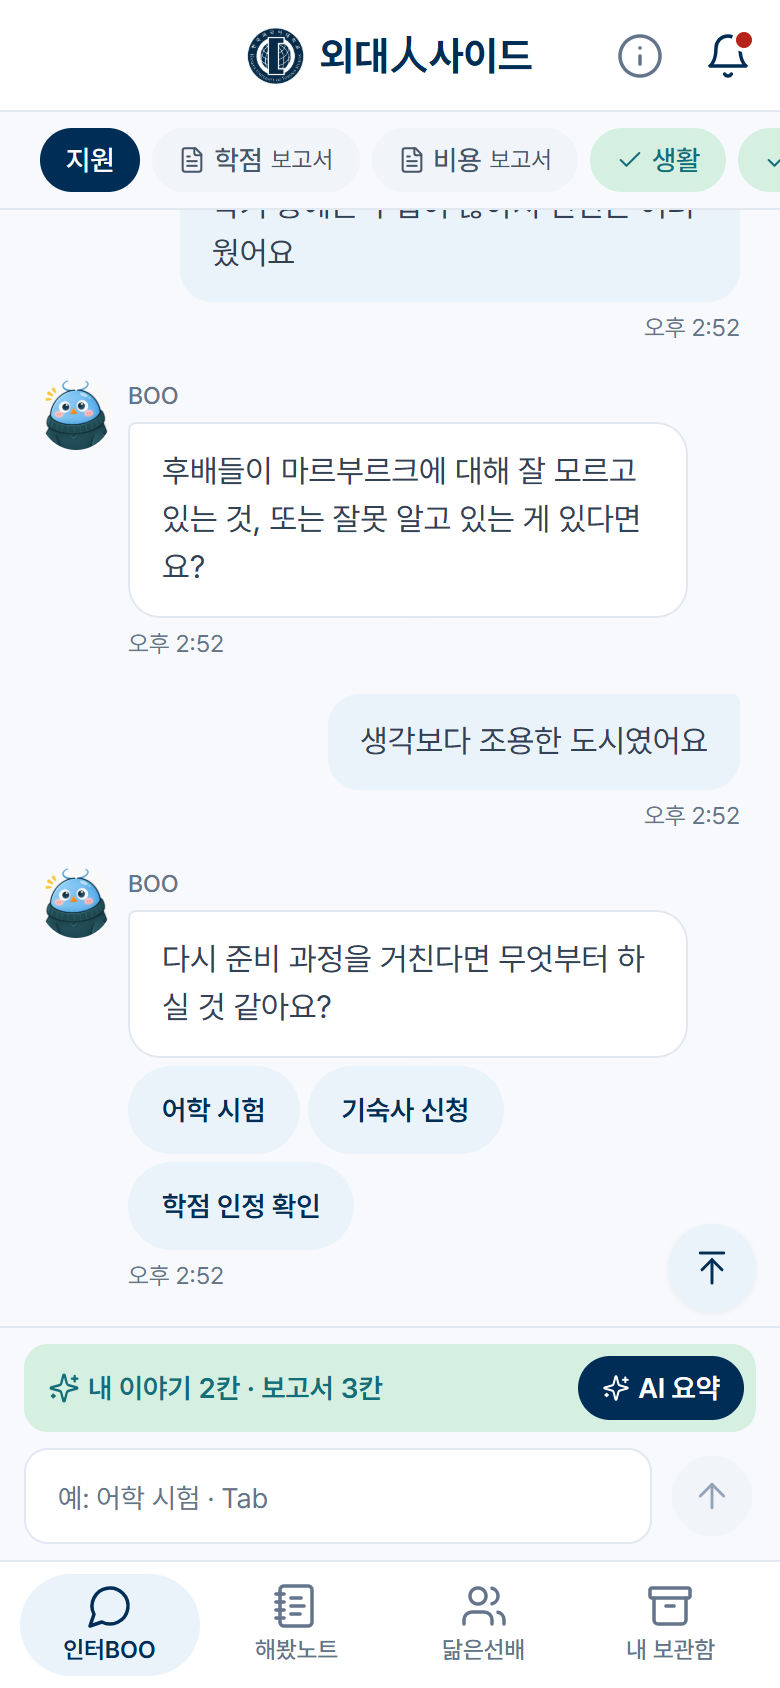 외대人사이드
지원
학점 보고서
비용 보고서
생활
웠어요
오후 2:52
BOO
후배들이 마르부르크에 대해 잘 모르고
있는 것, 또는 잘못 알고 있는 게 있다면
요?
오후 2:52
생각보다 조용한 도시였어요
오후 2:52
BOO
다시 준비 과정을 거친다면 무엇부터 하
실 것 같아요?
어학 시험
기숙사 신청
학점 인정 확인
오후 2:52
내 이야기 2칸 · 보고서 3칸
AI 요약
예: 어학 시험 · Tab
인터BOO
해봤노트
닮은선배
내 보관함